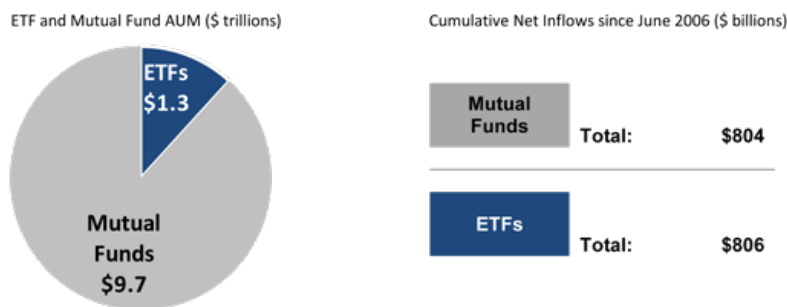 ETF and Mutual Fund AUM ($ trillions)
ETFs
$1.3
Mutual
Funds
$9.7
Cumulative Net Inflows since June 2006 ($ billions)
Mutual
Funds
Total: $804
ETFs
Total: $806